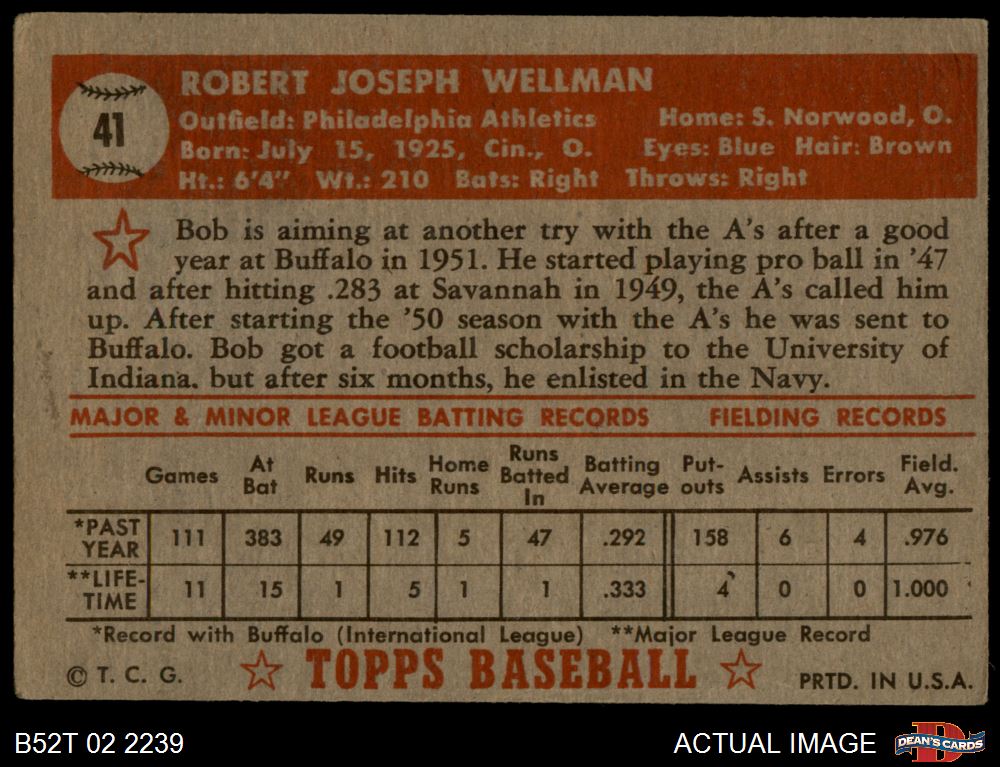 41
ROBERT JOSEPH WELLMAN
Outfield: Philadelphia Athletics Home: S. Norwood, O.
Born: July 15, 1925, Cin., O. Eyes: Blue Hair: Brown
Ht.: 6'4" Wt.: 210 Bats: Right Throws: Right
Bob is aiming at another try with the A's after a good
year at Buffalo in 1951. He started playing pro ball in '47
and after hitting .283 at Savannah in 1949, the A's called him
up. After starting the '50 season with the A's he was sent to
Buffalo. Bob got a football scholarship to the University of
Indiana. but after six months, he enlisted in the Navy.
MAJOR & MINOR LEAGUE BATTING RECORDS FIELDING RECORDS
Games At Bat Runs Hits Home Runs Runs Batted In Batting Average Put-outs Assists Errors Field. Avg.
*PAST YEAR 111 383 49 112 5 47 .292 158 6 4 .976
**LIFE-TIME 11 15 1 5 1 1 .333 4 0 0 1.000
*Record with Buffalo (International League) **Major League Record
© T. C. G. TOPPS BASEBALL PRTD. IN U.S.A.
B52T 02 2239 ACTUAL IMAGE D DEAN'S CARDS